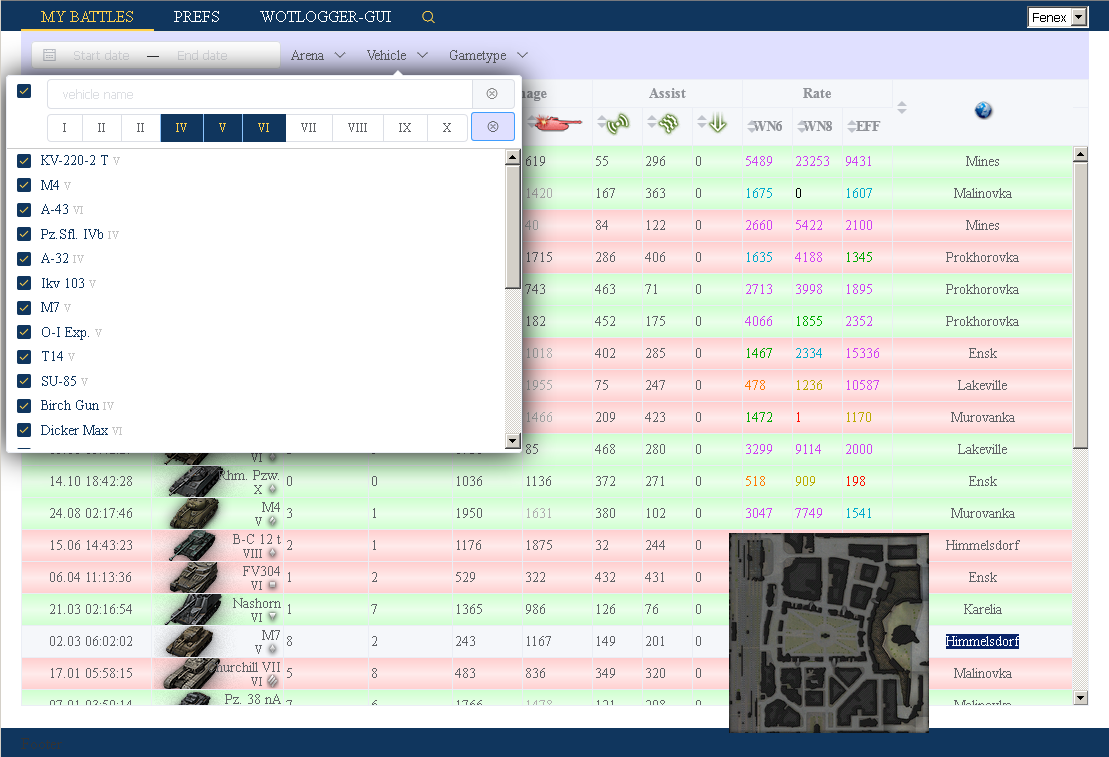 MY BATTLES PREFS WOTLOGGER-GUI Fenex
Start date — End date Arena Vehicle Gametype
vehicle name
I II II IV V VI VII VIII IX X
Assist Rate
WN6 WN8 EFF
KV-220-2 T V
M4 V
A-43 VI
Pz.Sfl. IVb IV
A-32 IV
Ikv 103 V
M7 V
O-I Exp. V
T14 V
SU-85 V
Birch Gun IV
Dicker Max VI
619 55 296 0 5489 23253 9431 Mines
1420 167 363 0 1675 0 1607 Malinovka
40 84 122 0 2660 5422 2100 Mines
1715 286 406 0 1635 4188 1345 Prokhorovka
743 463 71 0 2713 3998 1895 Prokhorovka
182 452 175 0 4066 1855 2352 Prokhorovka
1018 402 285 0 1467 2334 15336 Ensk
1955 75 247 0 478 1236 10587 Lakeville
1466 209 423 0 1472 1 1170 Murovanka
VI 85 468 280 0 3299 9114 2000 Lakeville
14.10 18:42:28 Rhm. Pzw. X 0 0 1036 1136 372 271 0 518 909 198 Ensk
24.08 02:17:46 M4 V 3 1 1950 1631 380 102 0 3047 7749 1541 Murovanka
15.06 14:43:23 B-C 12 t VIII 2 1 1176 1875 32 244 0 Himmelsdorf
06.04 11:13:36 FV304 VI 1 2 529 322 432 431 0 Ensk
21.03 02:16:54 Nashorn VI 1 7 1365 986 126 76 0 Karelia
02.03 06:02:02 M7 V 8 2 243 1167 149 201 0 Himmelsdorf
17.01 05:58:15 urchill VII VI 5 8 483 836 349 320 0 Malinovka
07.01 03:50:14 Pz. 38 nA 7 6 1766 1478 121 208 0 Malinovka
Footer